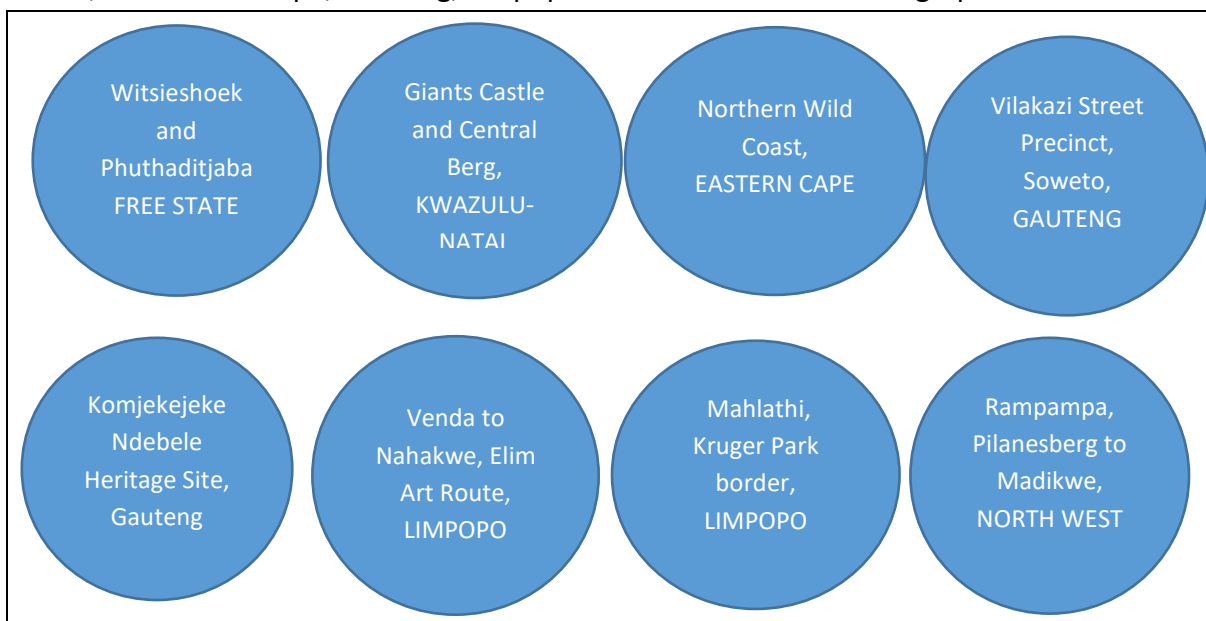 Witsieshoek
and
Phuthaditjaba
FREE STATE
Giants Castle
and Central
Berg,
KWAZULU-
NATAL
Northern Wild
Coast,
EASTERN CAPE
Vilakazi Street
Precinct,
Soweto,
GAUTENG
Komjekejeke
Ndebele
Heritage Site,
Gauteng
Venda to
Nahakwe, Elim
Art Route,
LIMPOPO
Mahlathi,
Kruger Park
border,
LIMPOPO
Rampampa,
Pilanesberg to
Madikwe,
NORTH WEST